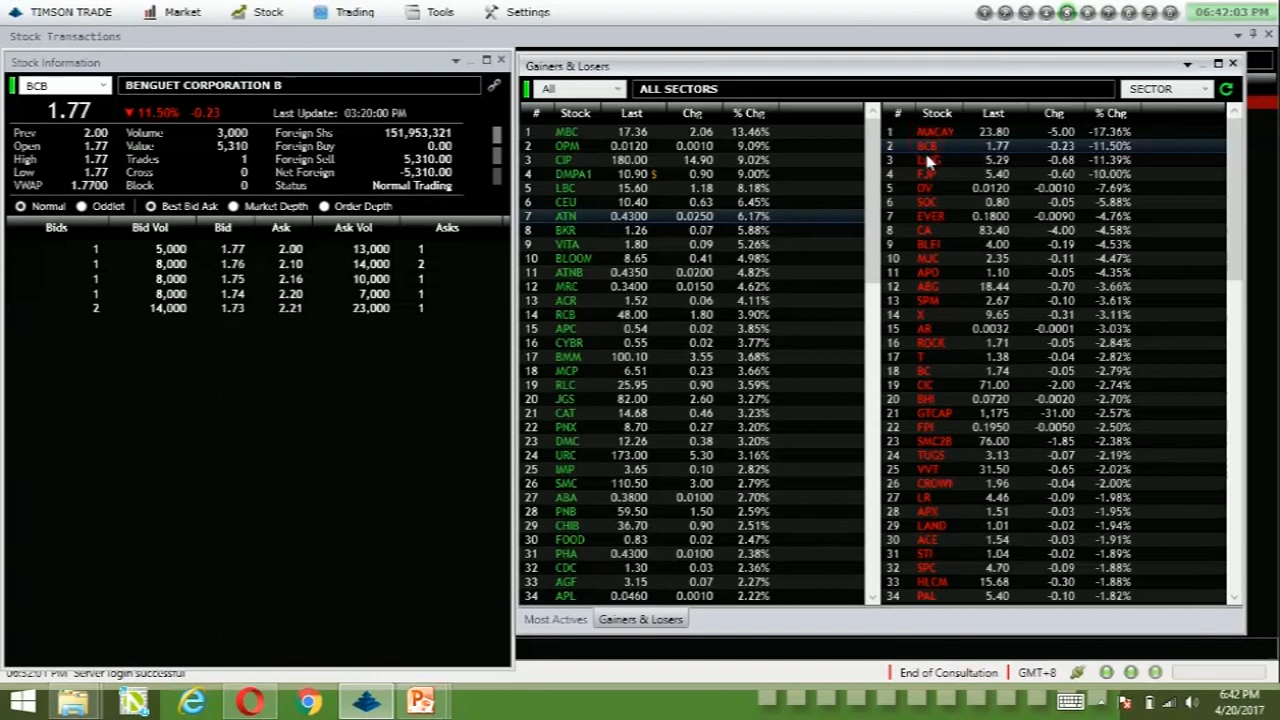 TIMSON TRADE Market Stock Trading Tools Settings 06:42:03 PM
Stock Transactions
Stock Information
BCB BENGUET CORPORATION B
1.77 ▼ 11.50% -0.23 Last Update: 03:20:00 PM
Prev 2.00 Volume 3,000 Foreign Shs 151,953,321
Open 1.77 Value 5,310 Foreign Buy 0.00
High 1.77 Trades 1 Foreign Sell 5,310.00
Low 1.77 Cross 0 Net Foreign -5,310.00
VWAP 1.7700 Block 0 Status Normal Trading
Normal Oddlot Best Bid Ask Market Depth Order Depth
Bids Bid Vol Bid Ask Ask Vol Asks
1 5,000 1.77 2.00 13,000 1
1 8,000 1.76 2.10 14,000 2
1 8,000 1.75 2.16 10,000 1
1 8,000 1.74 2.20 7,000 1
2 14,000 1.73 2.21 23,000 1
Gainers & Losers
All ALL SECTORS SECTOR
# Stock Last Chg % Chg
1 MBC 17.36 2.06 13.46%
2 OPM 0.0120 0.0010 9.09%
3 CIP 180.00 14.90 9.02%
4 DMPA1 10.90 $ 0.90 9.00%
5 LBC 15.60 1.18 8.18%
6 CEU 10.40 0.63 6.45%
7 ATN 0.4300 0.0250 6.17%
8 BKR 1.26 0.07 5.88%
9 VITA 1.80 0.09 5.26%
10 BLOOM 8.65 0.41 4.98%
11 ATNB 0.4350 0.0200 4.82%
12 MRC 0.3400 0.0150 4.62%
13 ACR 1.52 0.06 4.11%
14 RCB 48.00 1.80 3.90%
15 APC 0.54 0.02 3.85%
16 CYBR 0.55 0.02 3.77%
17 BMM 100.10 3.55 3.68%
18 MCP 6.51 0.23 3.66%
19 RLC 25.95 0.90 3.59%
20 JGS 82.00 2.60 3.27%
21 CAT 14.68 0.46 3.23%
22 PNX 8.70 0.27 3.20%
23 DMC 12.26 0.38 3.20%
24 URC 173.00 5.30 3.16%
25 IMP 3.65 0.10 2.82%
26 SMC 110.50 3.00 2.79%
27 ABA 0.3800 0.0100 2.70%
28 PNB 59.50 1.50 2.59%
29 CHIB 36.70 0.90 2.51%
30 FOOD 0.83 0.02 2.47%
31 PHA 0.4300 0.0100 2.38%
32 CDC 1.30 0.03 2.36%
33 AGF 3.15 0.07 2.27%
34 APL 0.0460 0.0010 2.22%
# Stock Last Chg % Chg
1 MACAY 23.80 -5.00 -17.36%
2 BCB 1.77 -0.23 -11.50%
3 5.29 -0.68 -11.39%
4 FJP 5.40 -0.60 -10.00%
5 OV 0.0120 -0.0010 -7.69%
6 SOC 0.80 -0.05 -5.88%
7 EVER 0.1800 -0.0090 -4.76%
8 CA 83.40 -4.00 -4.58%
9 BLFI 4.00 -0.19 -4.53%
10 MJC 2.35 -0.11 -4.47%
11 APO 1.10 -0.05 -4.35%
12 ABG 18.44 -0.70 -3.66%
13 SPM 2.67 -0.10 -3.61%
14 X 9.65 -0.31 -3.11%
15 AR 0.0032 -0.0001 -3.03%
16 ROCK 1.71 -0.05 -2.84%
17 T 1.38 -0.04 -2.82%
18 BC 1.74 -0.05 -2.79%
19 CIC 71.00 -2.00 -2.74%
20 BHI 0.0720 -0.0020 -2.70%
21 GTCAP 1,175 -31.00 -2.57%
22 FPI 0.1950 -0.0050 -2.50%
23 SMC2B 76.00 -1.85 -2.38%
24 TUGS 3.13 -0.07 -2.19%
25 VVT 31.50 -0.65 -2.02%
26 CROWN 1.96 -0.04 -2.00%
27 LR 4.46 -0.09 -1.98%
28 APX 1.51 -0.03 -1.95%
29 LAND 1.01 -0.02 -1.94%
30 ACE 1.54 -0.03 -1.91%
31 STI 1.04 -0.02 -1.89%
32 SPC 4.70 -0.09 -1.88%
33 HLCM 15.68 -0.30 -1.88%
34 PAL 5.40 -0.10 -1.82%
Most Actives Gainers & Losers
06:32:01 PM Server login successful End of Consultation GMT+8
6:42 PM
4/20/2017